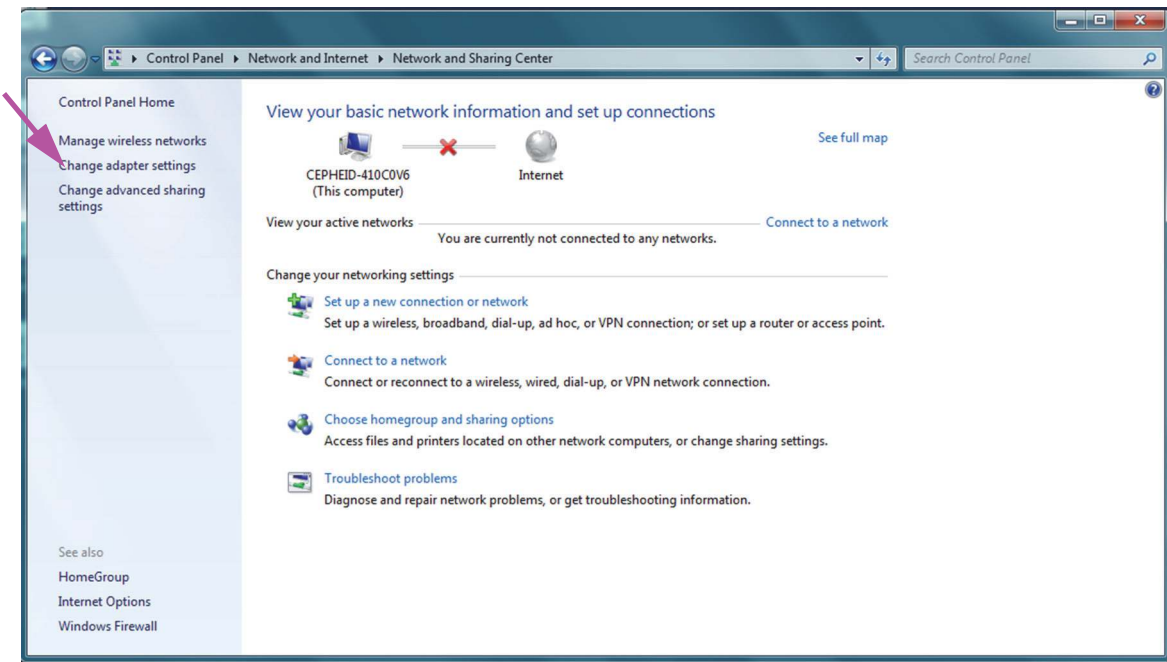 Control Panel ▸ Network and Internet ▸ Network and Sharing Center
Search Control Panel
Control Panel Home
Manage wireless networks
Change adapter settings
Change advanced sharing
settings
See also
HomeGroup
Internet Options
Windows Firewall
View your basic network information and set up connections
See full map
CEPHEID-410C0V6
(This computer)
Internet
View your active networks
Connect to a network
You are currently not connected to any networks.
Change your networking settings
Set up a new connection or network
Set up a wireless, broadband, dial-up, ad hoc, or VPN connection; or set up a router or access point.
Connect to a network
Connect or reconnect to a wireless, wired, dial-up, or VPN network connection.
Choose homegroup and sharing options
Access files and printers located on other network computers, or change sharing settings.
Troubleshoot problems
Diagnose and repair network problems, or get troubleshooting information.